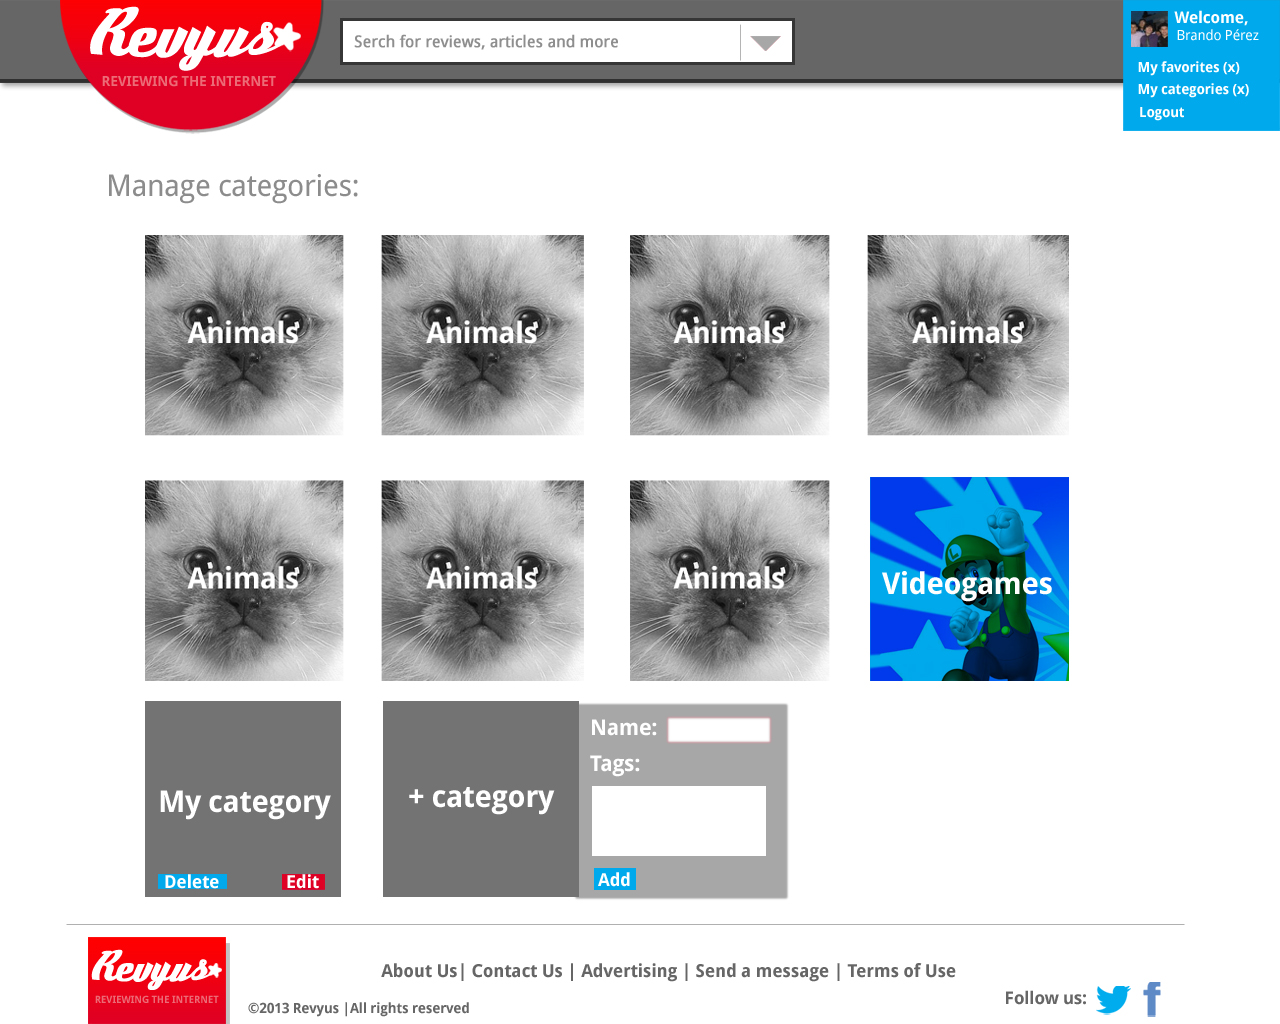 Revyus
REVIEWING THE INTERNET
Serch for reviews, articles and more
Welcome,
Brando Pérez
My favorites (x)
My categories (x)
Logout
Manage categories:
Animals
Animals
Animals
Animals
Animals
Animals
Animals
Videogames
L
My category
Delete
Edit
+ category
Name:
Tags:
Add
Revyus
REVIEWING THE INTERNET
About Us| Contact Us | Advertising | Send a message | Terms of Use
©2013 Revyus |All rights reserved
Follow us: